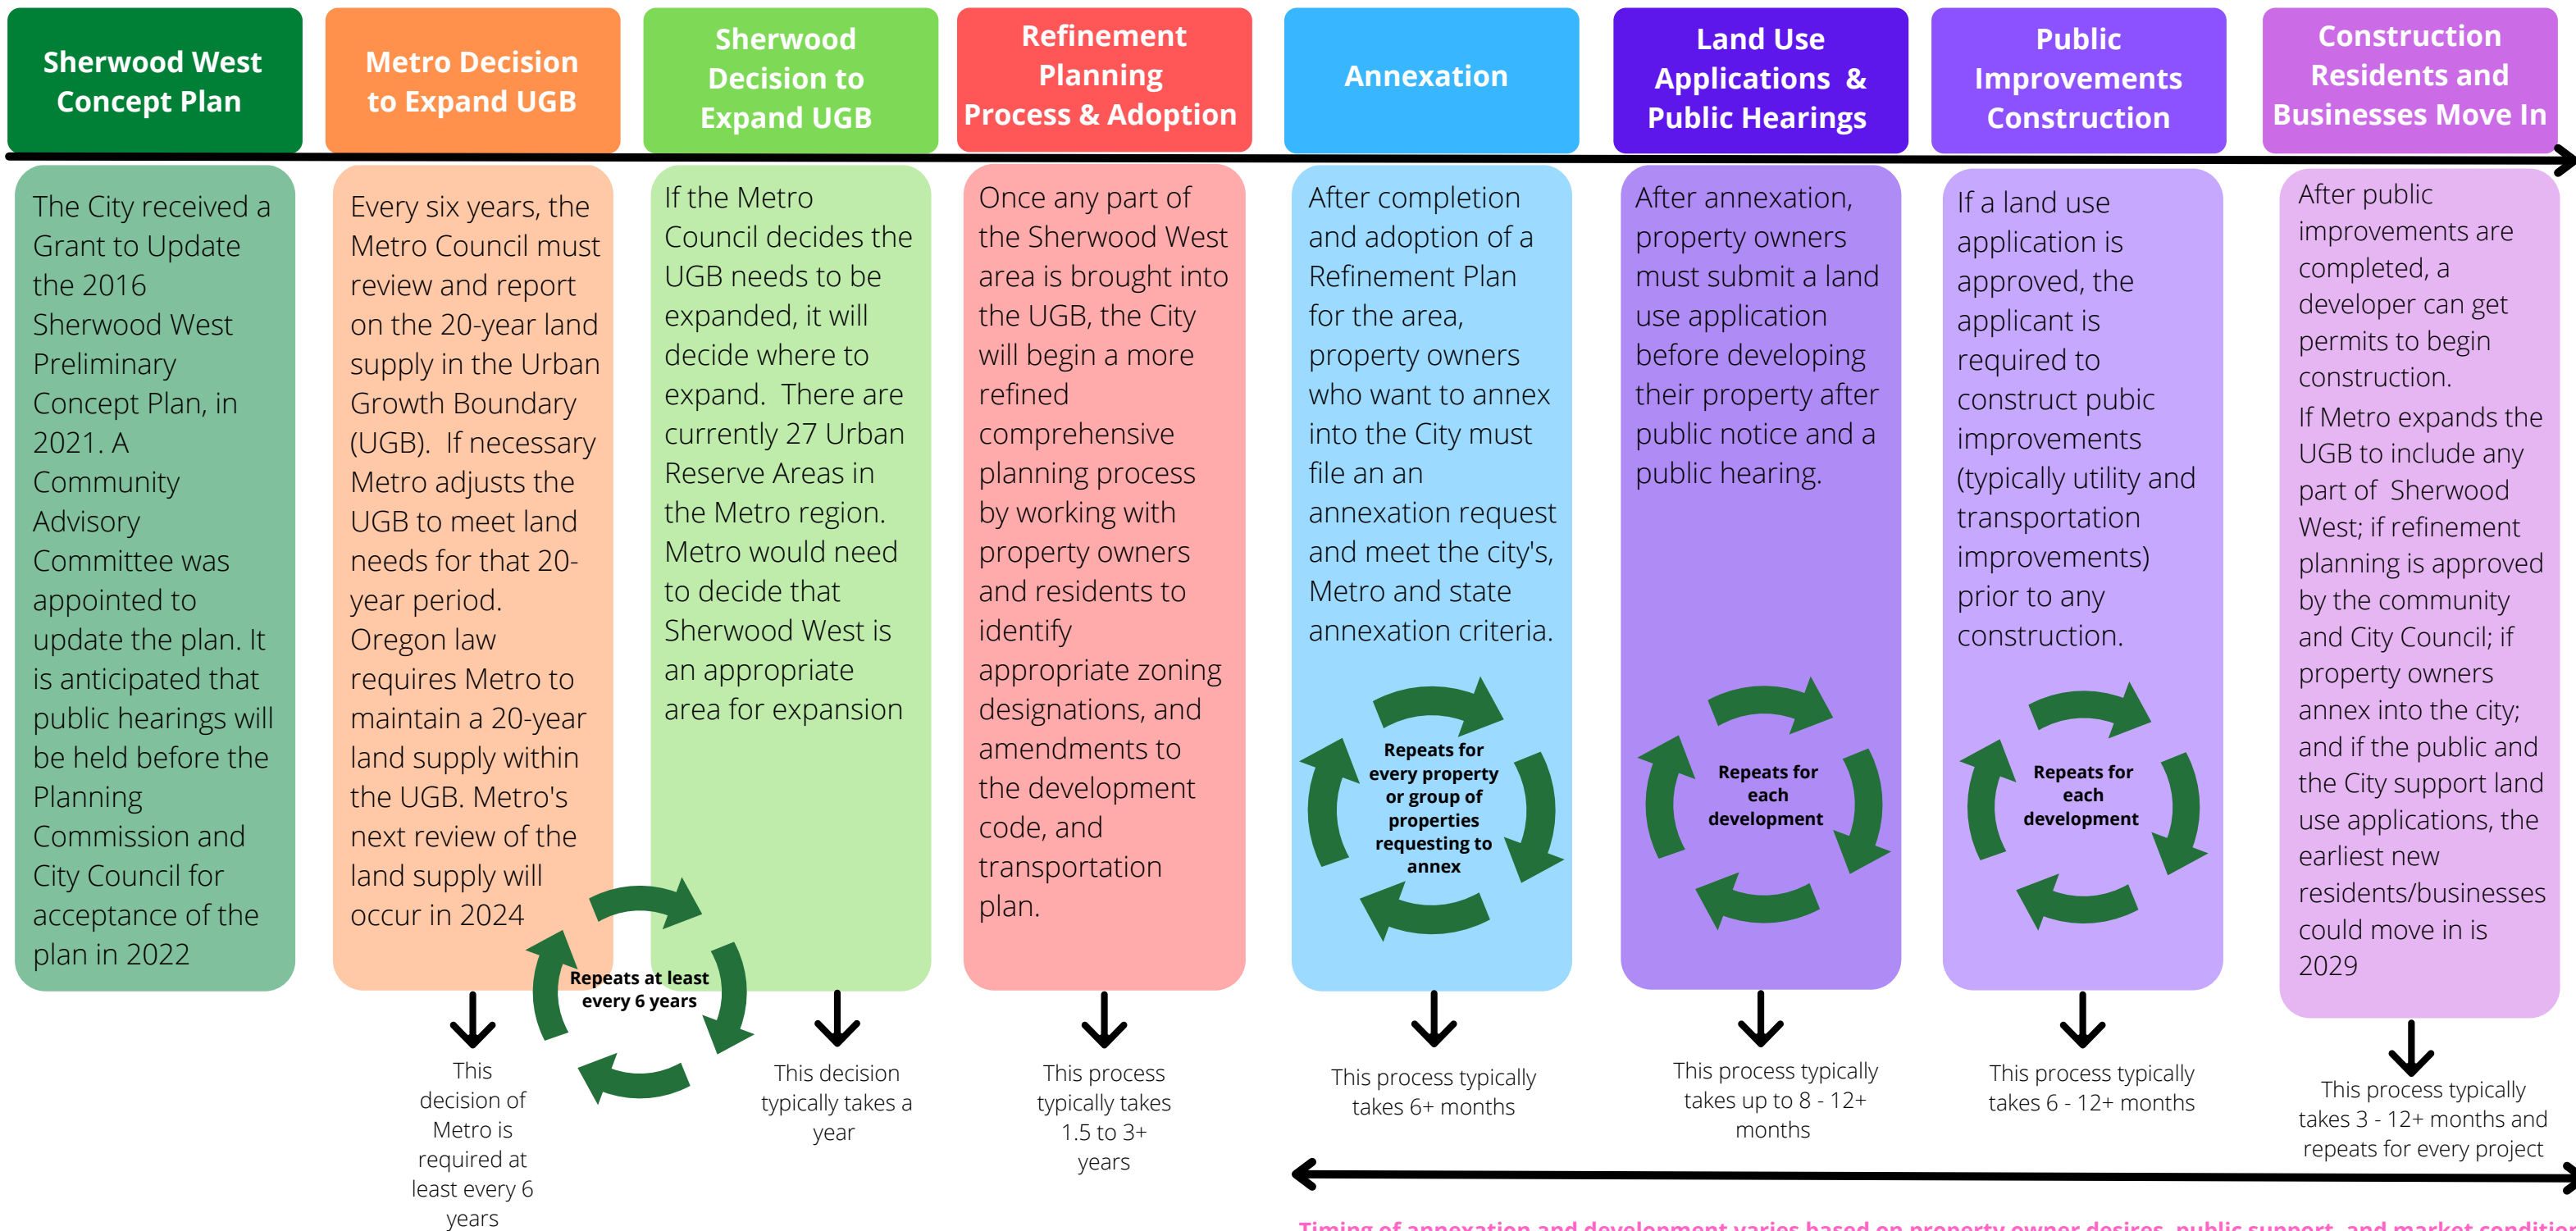 Sherwood West
Concept Plan
Metro Decision
to Expand UGB
Sherwood
Decision to
Expand UGB
Refinement
Planning
Process & Adoption
Annexation
Land Use
Applications &
Public Hearings
Public
Improvements
Construction
Construction
Residents and
Businesses Move In
The City received a
Grant to Update
the 2016
Sherwood West
Preliminary
Concept Plan, in
2021. A
Community
Advisory
Committee was
appointed to
update the plan. It
is anticipated that
public hearings will
be held before the
Planning
Commission and
City Council for
acceptance of the
plan in 2022
Every six years, the
Metro Council must
review and report
on the 20-year land
supply in the Urban
Growth Boundary
(UGB). If necessary
Metro adjusts the
UGB to meet land
needs for that 20-
year period.
Oregon law
requires Metro to
maintain a 20-year
land supply within
the UGB. Metro's
next review of the
land supply will
occur in 2024
If the Metro
Council decides the
UGB needs to be
expanded, it will
decide where to
expand. There are
currently 27 Urban
Reserve Areas in
the Metro region.
Metro would need
to decide that
Sherwood West is
an appropriate
area for expansion
Repeats at least
every 6 years
Once any part of
the Sherwood West
area is brought into
the UGB, the City
will begin a more
refined
comprehensive
planning process
by working with
property owners
and residents to
identify
appropriate zoning
designations, and
amendments to
the development
code, and
transportation
plan.
After completion
and adoption of a
Refinement Plan
for the area,
property owners
who want to annex
into the City must
file an an
annexation request
and meet the city's,
Metro and state
annexation criteria.
Repeats for
every property
or group of
properties
requesting to
annex
After annexation,
property owners
must submit a land
use application
before developing
their property after
public notice and a
public hearing.
Repeats for
each
development
If a land use
application is
approved, the
applicant is
required to
construct pubic
improvements
(typically utility and
transportation
improvements)
prior to any
construction.
Repeats for
each
development
After public
improvements are
completed, a
developer can get
permits to begin
construction.
If Metro expands the
UGB to include any
part of Sherwood
West; if refinement
planning is approved
by the community
and City Council; if
property owners
annex into the city;
and if the public and
the City support land
use applications, the
earliest new
residents/businesses
could move in is
2029
This
decision of
Metro is
required at
least every 6
years
This decision
typically takes a
year
This process
typically takes
1.5 to 3+
years
This process typically
takes 6+ months
This process typically
takes up to 8 - 12+
months
This process typically
takes 6 - 12+ months
This process typically
takes 3 - 12+ months and
repeats for every project
Timing of annexation and development varies based on property owner desires, public support, and market condition